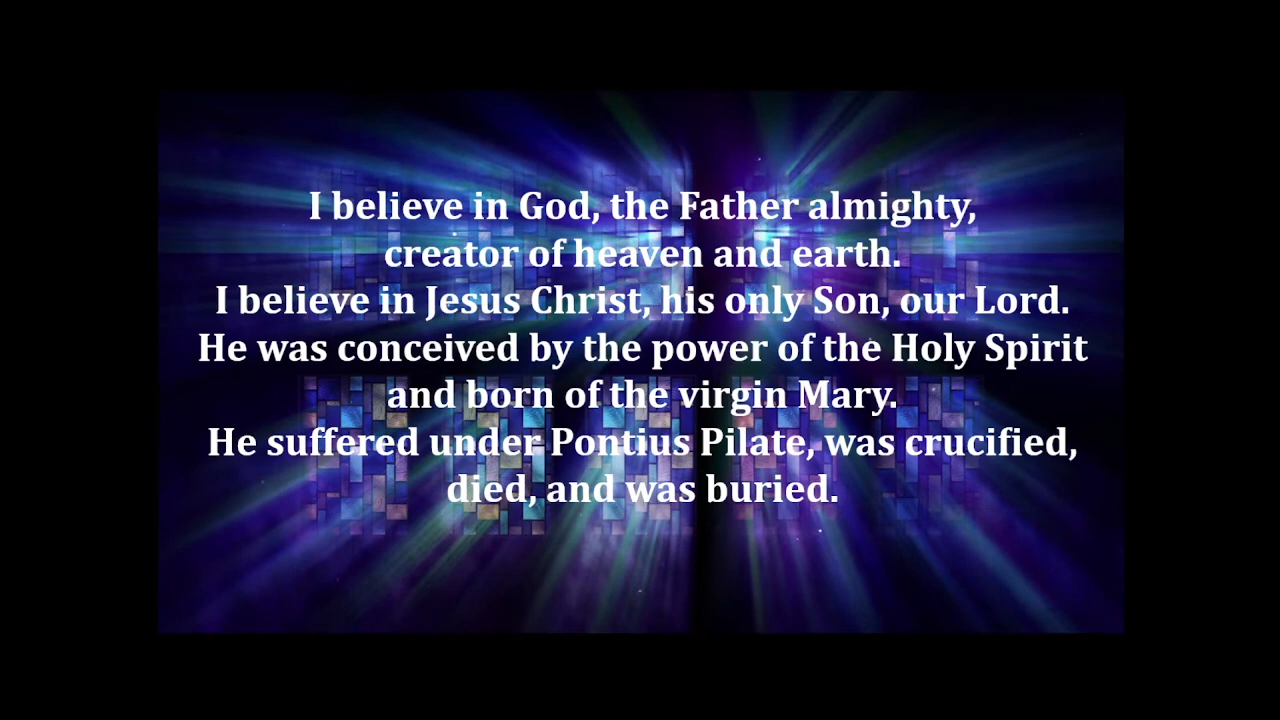 I believe in God, the Father almighty,
creator of heaven and earth.
I believe in Jesus Christ, his only Son, our Lord.
He was conceived by the power of the Holy Spirit
and born of the virgin Mary.
He suffered under Pontius Pilate, was crucified,
died, and was buried.